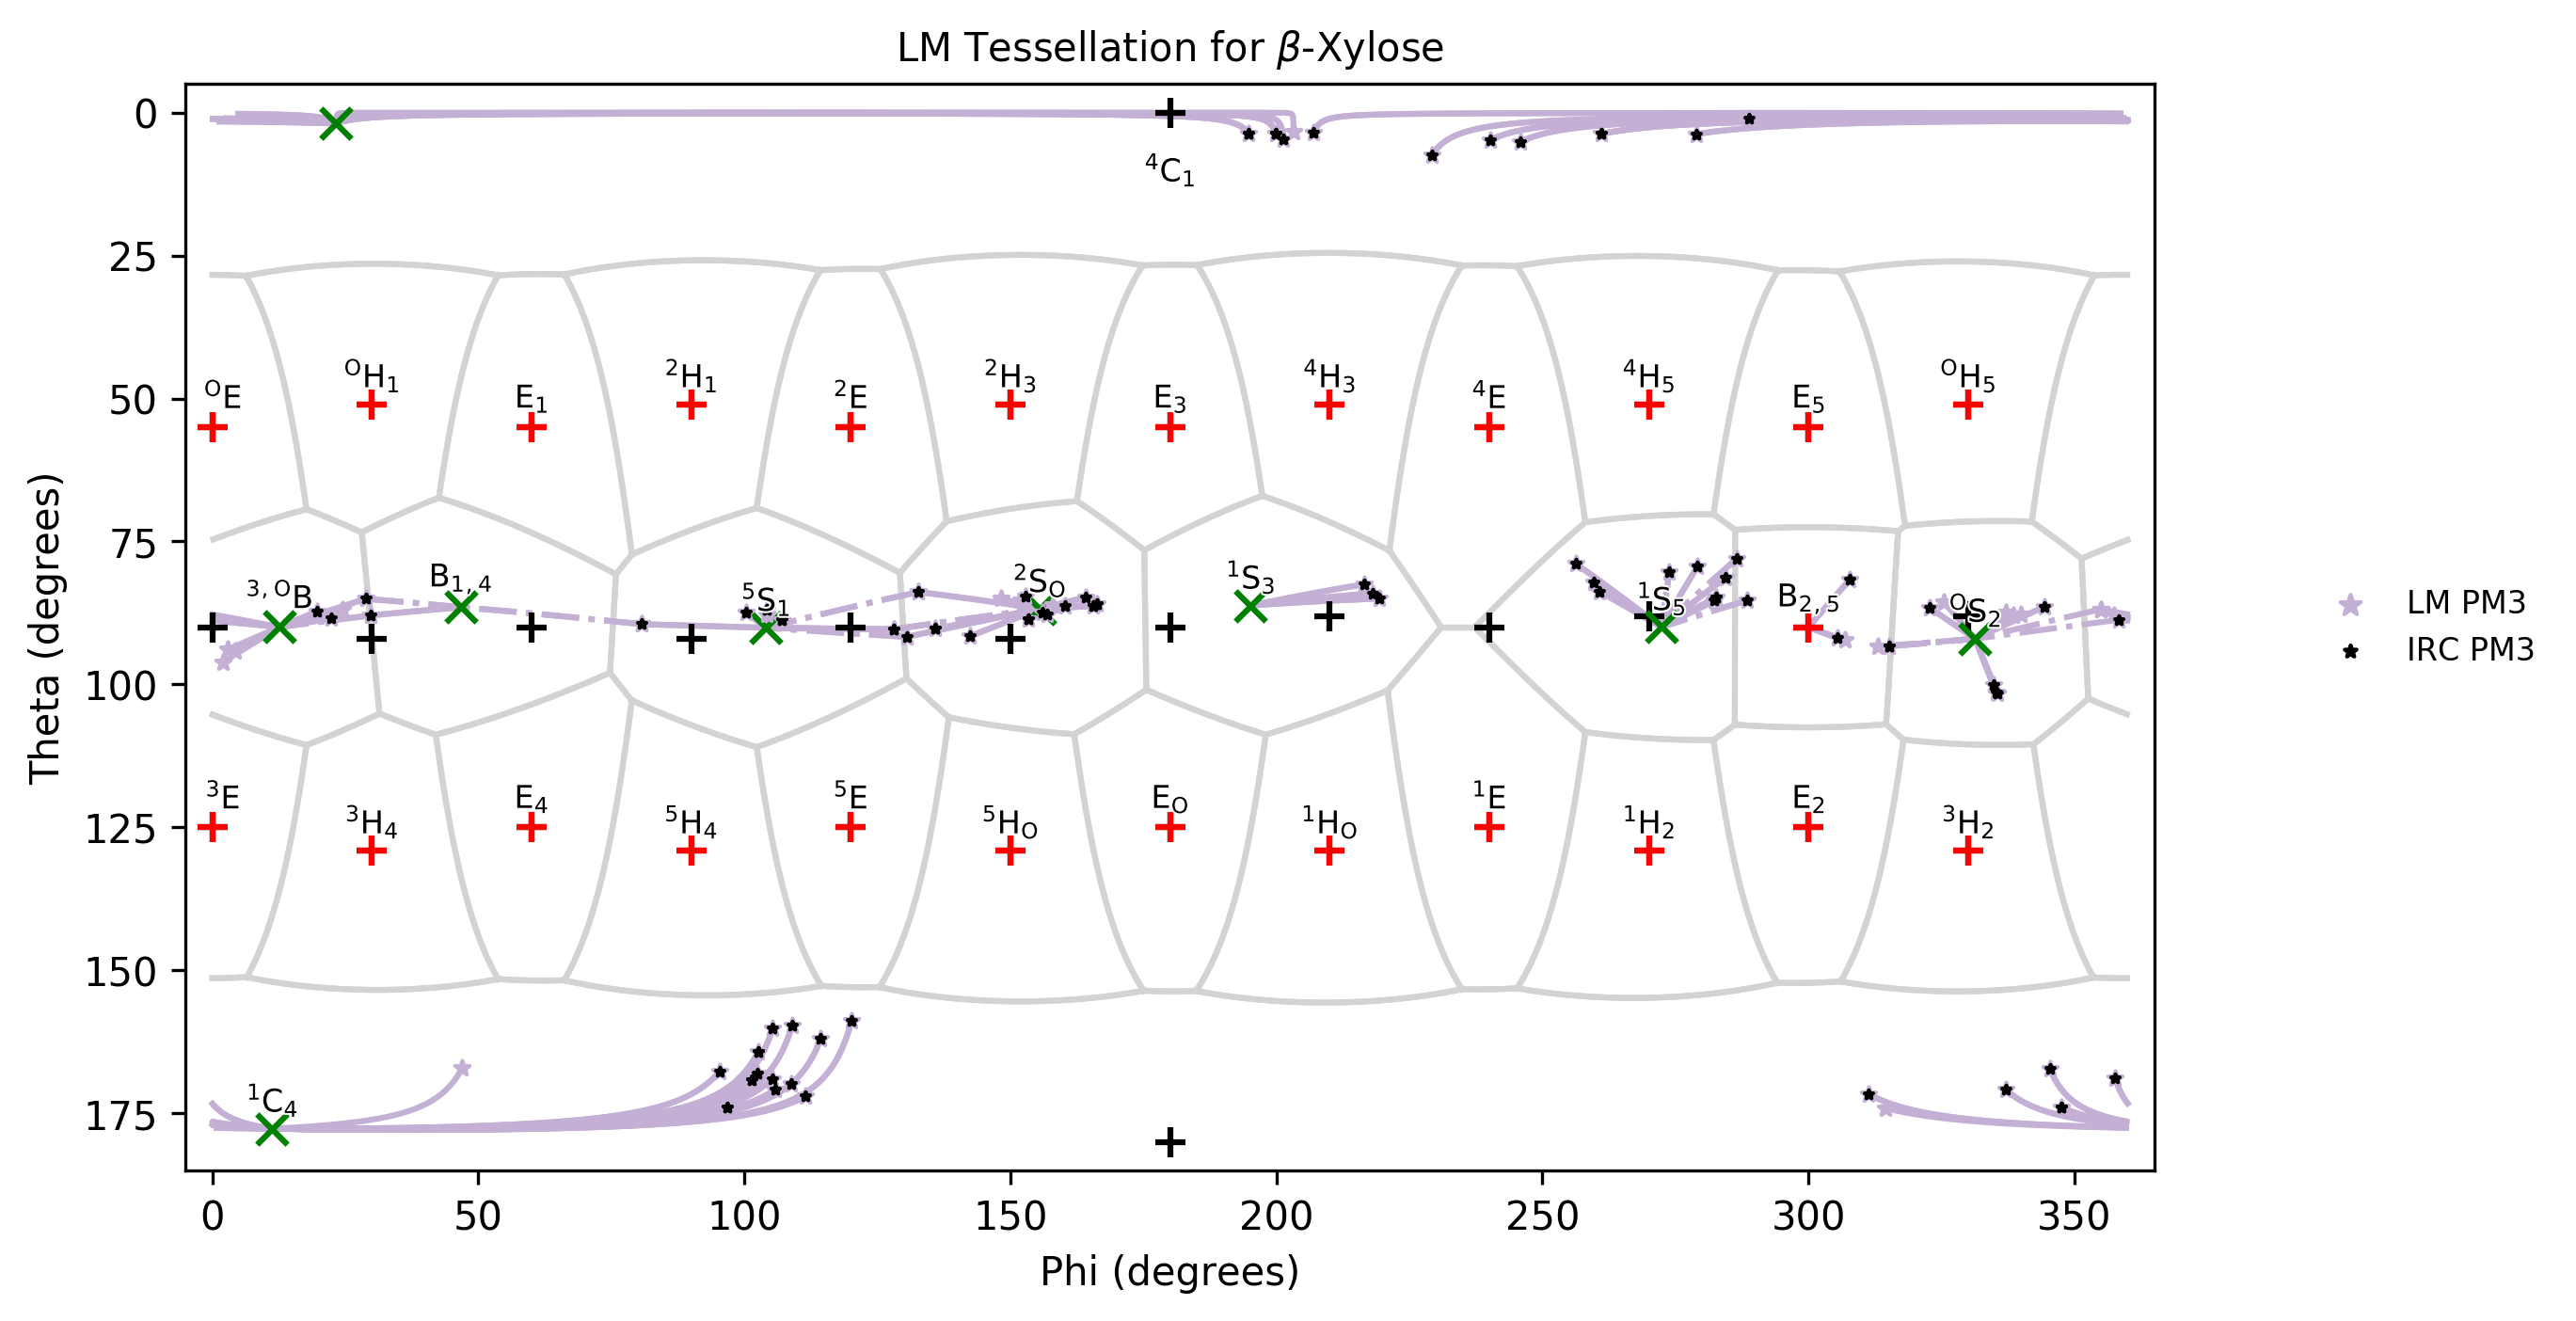 LM Tessellation for β-Xylose
0
25
50
75
100
125
150
175
Theta (degrees)
⁴C₁
ᴼE
ᴼH₁
E₁
²H₁
²E
²H₃
E₃
⁴H₃
⁴E
⁴H₅
E₅
ᴼH₅
³,ᴼB
B₁,₄
⁵S₁
²Sₒ
¹S₃
¹S₅
B₂,₅
ᴼS₂
³E
³H₄
E₄
⁵H₄
⁵E
⁵Hₒ
Eₒ
¹Hₒ
¹E
¹H₂
E₂
³H₂
¹C₄
0 50 100 150 200 250 300 350
Phi (degrees)
LM PM3
IRC PM3